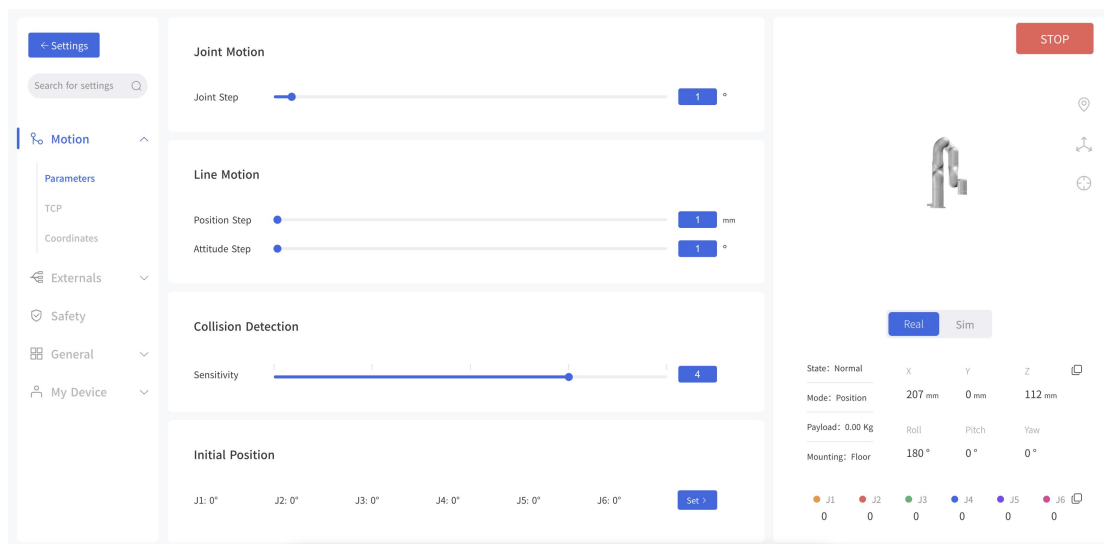 ← Settings
Search for settings
Motion
Parameters
TCP
Coordinates
Externals
Safety
General
My Device
Joint Motion
Joint Step 1 °
Line Motion
Position Step 1 mm
Attitude Step 1 °
Collision Detection
Sensitivity 4
Initial Position
J1: 0° J2: 0° J3: 0° J4: 0° J5: 0° J6: 0° Set >
STOP
Real Sim
State: Normal
Mode: Position
Payload: 0.00 Kg
Mounting: Floor
X Y Z
207 mm 0 mm 112 mm
Roll Pitch Yaw
180 ° 0 ° 0 °
J1 J2 J3 J4 J5 J6
0 0 0 0 0 0